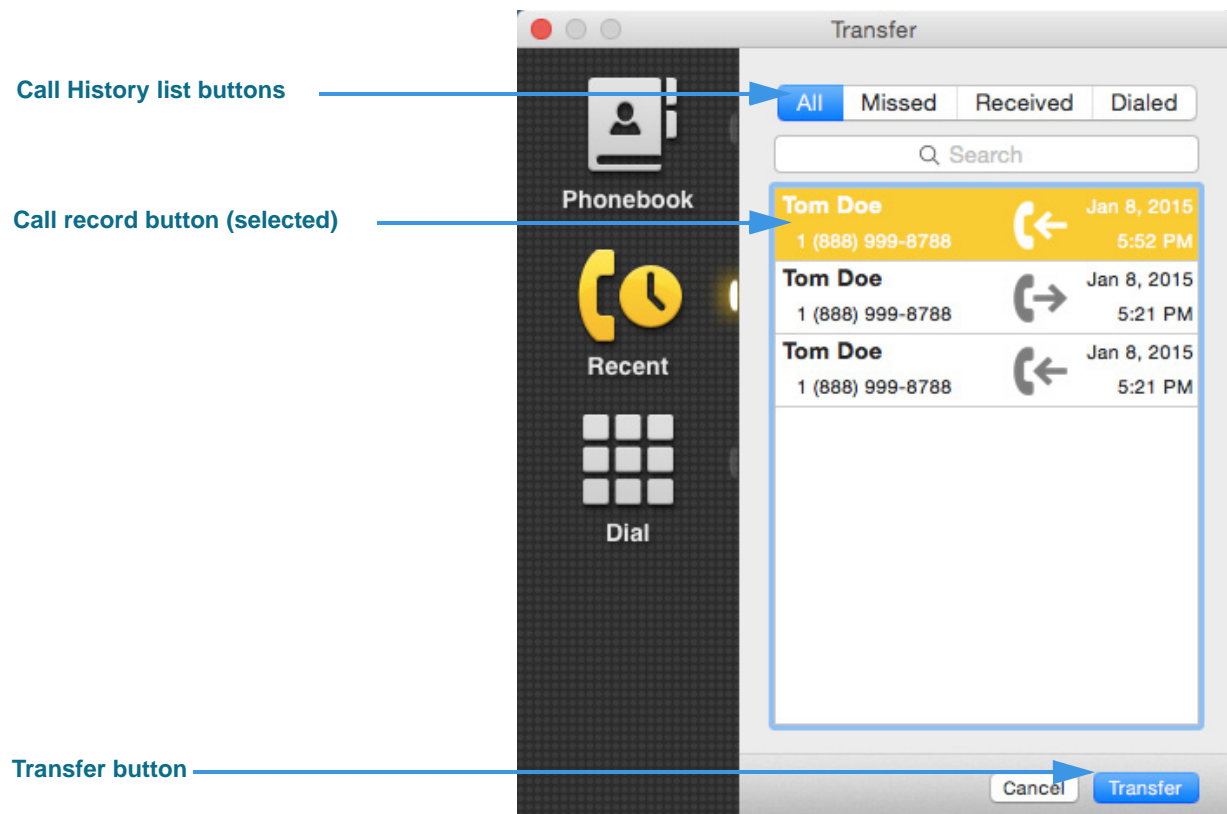 Transfer
Call History list buttons
All Missed Received Dialed
Search
Phonebook
Call record button (selected)
Tom Doe Jan 8, 2015
1 (888) 999-8788 5:52 PM
Tom Doe Jan 8, 2015
1 (888) 999-8788 5:21 PM
Recent
Tom Doe Jan 8, 2015
1 (888) 999-8788 5:21 PM
Dial
Transfer button
Cancel Transfer